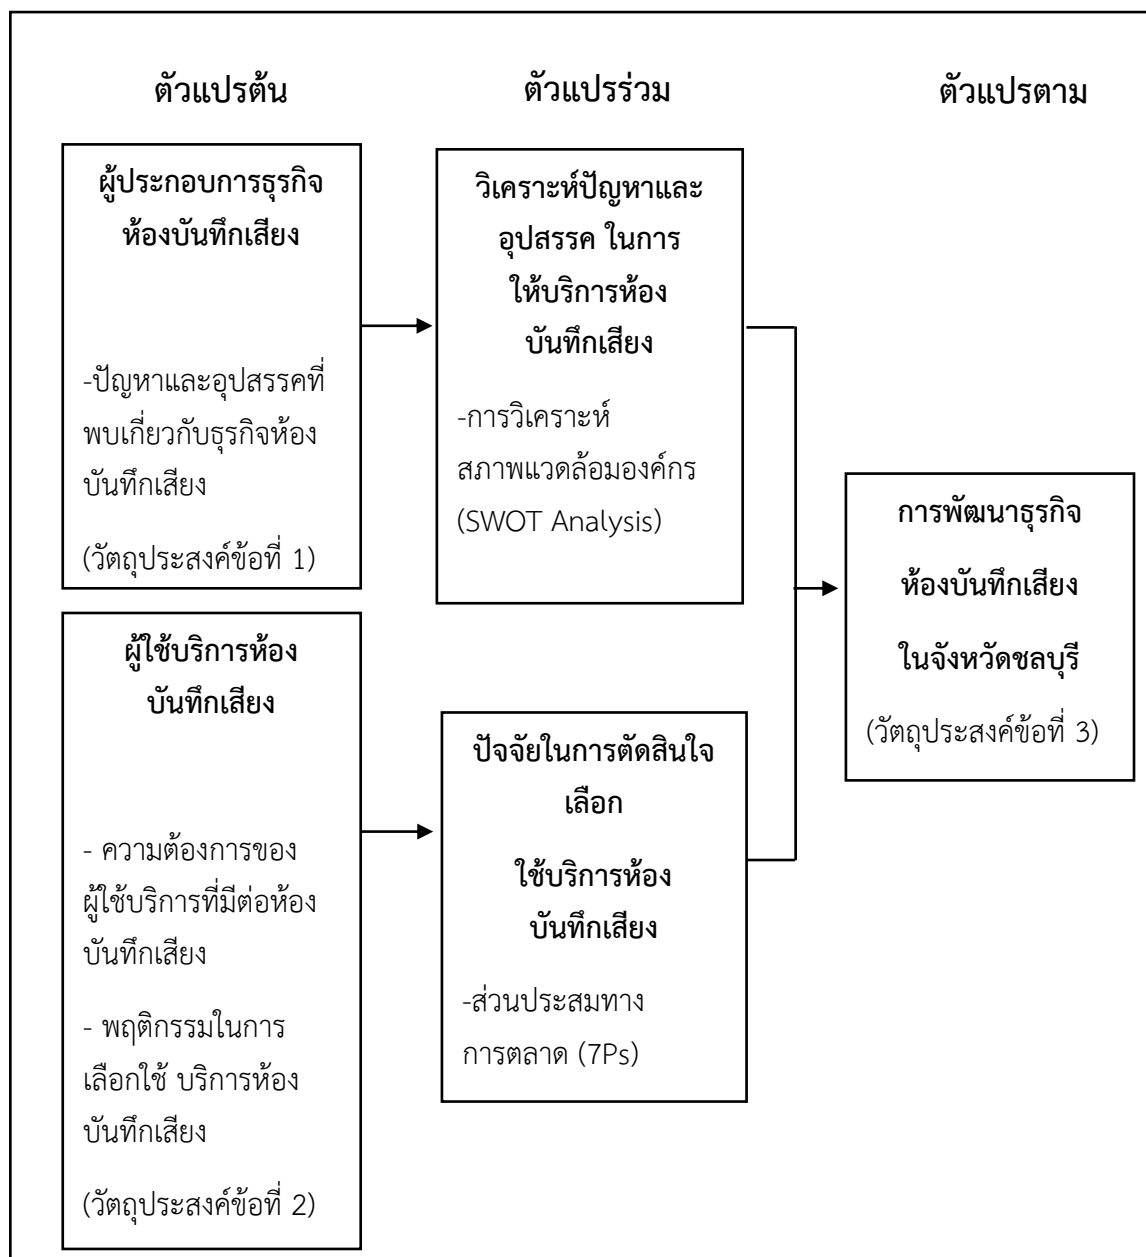 ตัวแปรต้น
ตัวแปรร่วม
ตัวแปรตาม
ผู้ประกอบการธุรกิจ
ห้องบันทึกเสียง
-ปัญหาและอุปสรรคที่
พบเกี่ยวกับธุรกิจห้อง
บันทึกเสียง
(วัตถุประสงค์ข้อที่ 1)
วิเคราะห์ปัญหาและ
อุปสรรค ในการ
ให้บริการห้อง
บันทึกเสียง
-การวิเคราะห์
สภาพแวดล้อมองค์กร
(SWOT Analysis)
ผู้ใช้บริการห้อง
บันทึกเสียง
- ความต้องการของ
ผู้ใช้บริการที่มีต่อห้อง
บันทึกเสียง
- พฤติกรรมในการ
เลือกใช้ บริการห้อง
บันทึกเสียง
(วัตถุประสงค์ข้อที่ 2)
ปัจจัยในการตัดสินใจ
เลือก
ใช้บริการห้อง
บันทึกเสียง
-ส่วนประสมทาง
การตลาด (7Ps)
การพัฒนาธุรกิจ
ห้องบันทึกเสียง
ในจังหวัดชลบุรี
(วัตถุประสงค์ข้อที่ 3)